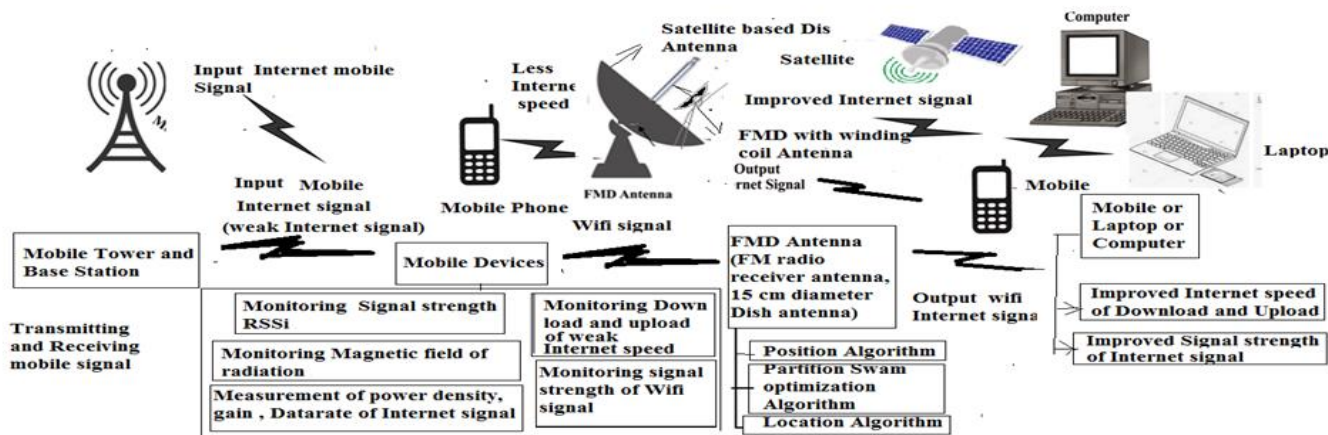 Input Internet mobile
Signal
M.
Less
Interne
speed
Satellite based Dis
Antenna
Satellite
Computer
Improved Internet signal
FMD with winding
coil Antenna
Output
rnet Signal
Laptop
Mobile
FMD Antenna
Mobile Phone
Input Mobile
Internet signal
(weak Internet signal)
Wifi signal
Mobile Tower and
Base Station
Mobile Devices
FMD Antenna
(FM radio
receiver antenna,
15 cm diameter
Dish antenna)
Mobile or
Laptop or
Computer
Output wifi
Internet signa
Transmitting
and Receiving
mobile signal
Monitoring Signal strength
RSSi
Monitoring Magnetic field of
radiation
Measurement of power density,
gain , Datarate of Internet signal
Monitoring Down
load and upload
of weak
Internet speed
Monitoring signal
strength of Wifi
signal
Position Algorithm
Partition Swam
optimization
Algorithm
Location Algorithm
Improved Internet speed
of Download and Upload
Improved Signal strength
of Internet signal